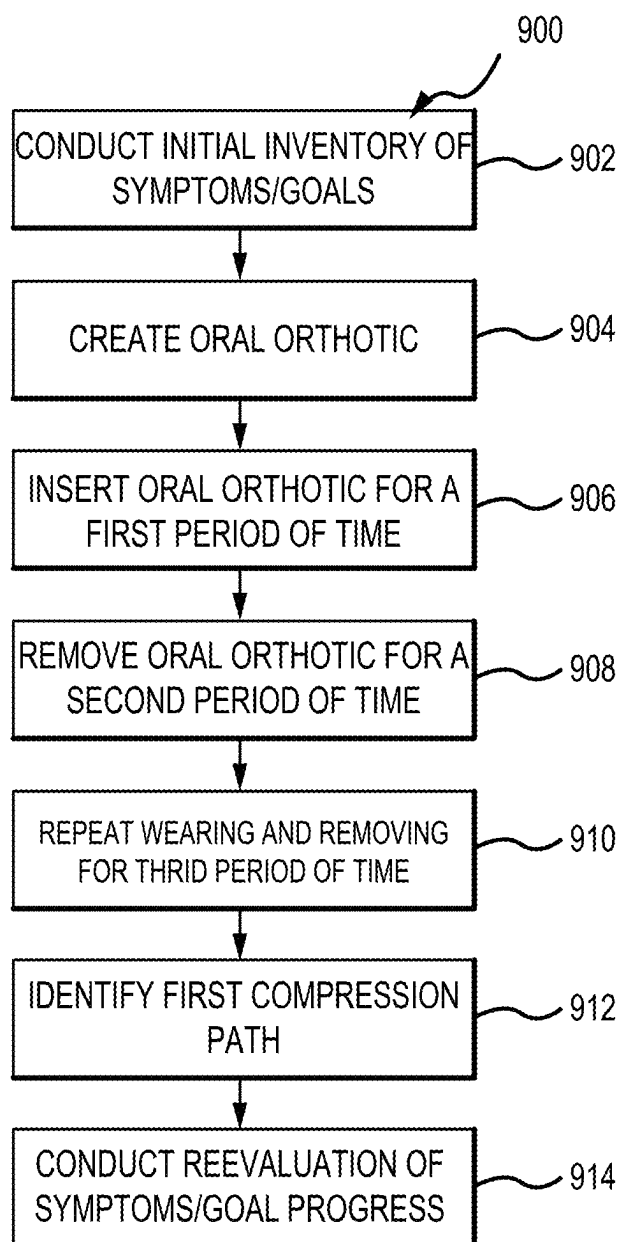 900
CONDUCT INITIAL INVENTORY OF
SYMPTOMS/GOALS
902
CREATE ORAL ORTHOTIC
904
INSERT ORAL ORTHOTIC FOR A
FIRST PERIOD OF TIME
906
REMOVE ORAL ORTHOTIC FOR A
SECOND PERIOD OF TIME
908
REPEAT WEARING AND REMOVING
FOR THRID PERIOD OF TIME
910
IDENTIFY FIRST COMPRESSION
PATH
912
CONDUCT REEVALUATION OF
SYMPTOMS/GOAL PROGRESS
914